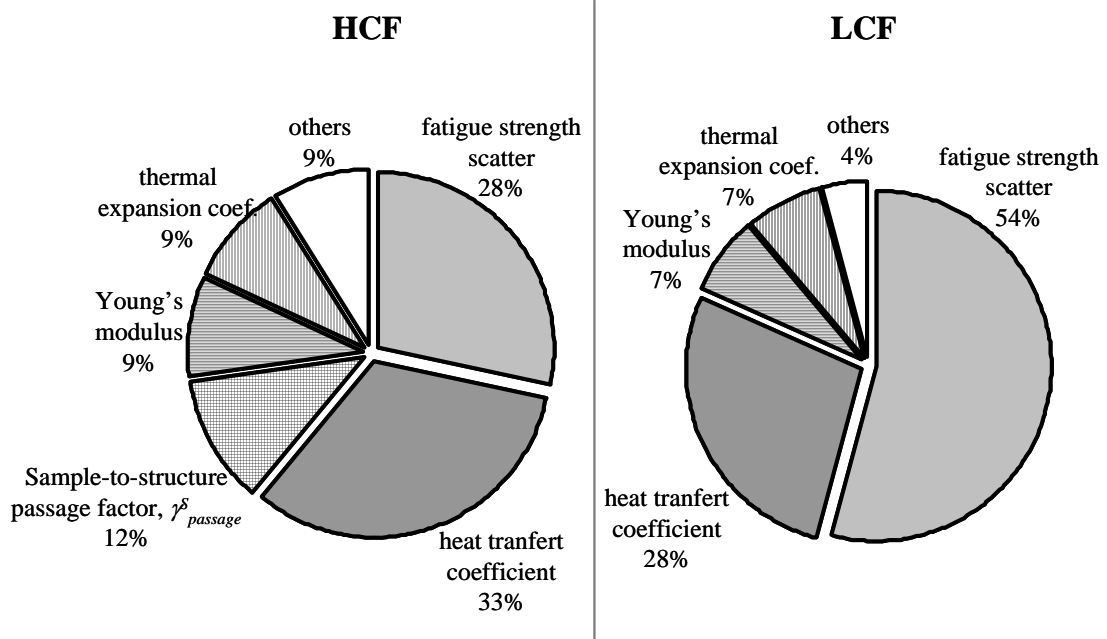 HCF
others
9%
fatigue strength
scatter
28%
thermal
expansion coef.
9%
Young's
modulus
9%
Sample-to-structure
passage factor, γˢ passage
12%
heat tranfert
coefficient
33%
LCF
others
4%
thermal
expansion coef.
7%
fatigue strength
scatter
54%
Young's
modulus
7%
heat tranfert
coefficient
28%